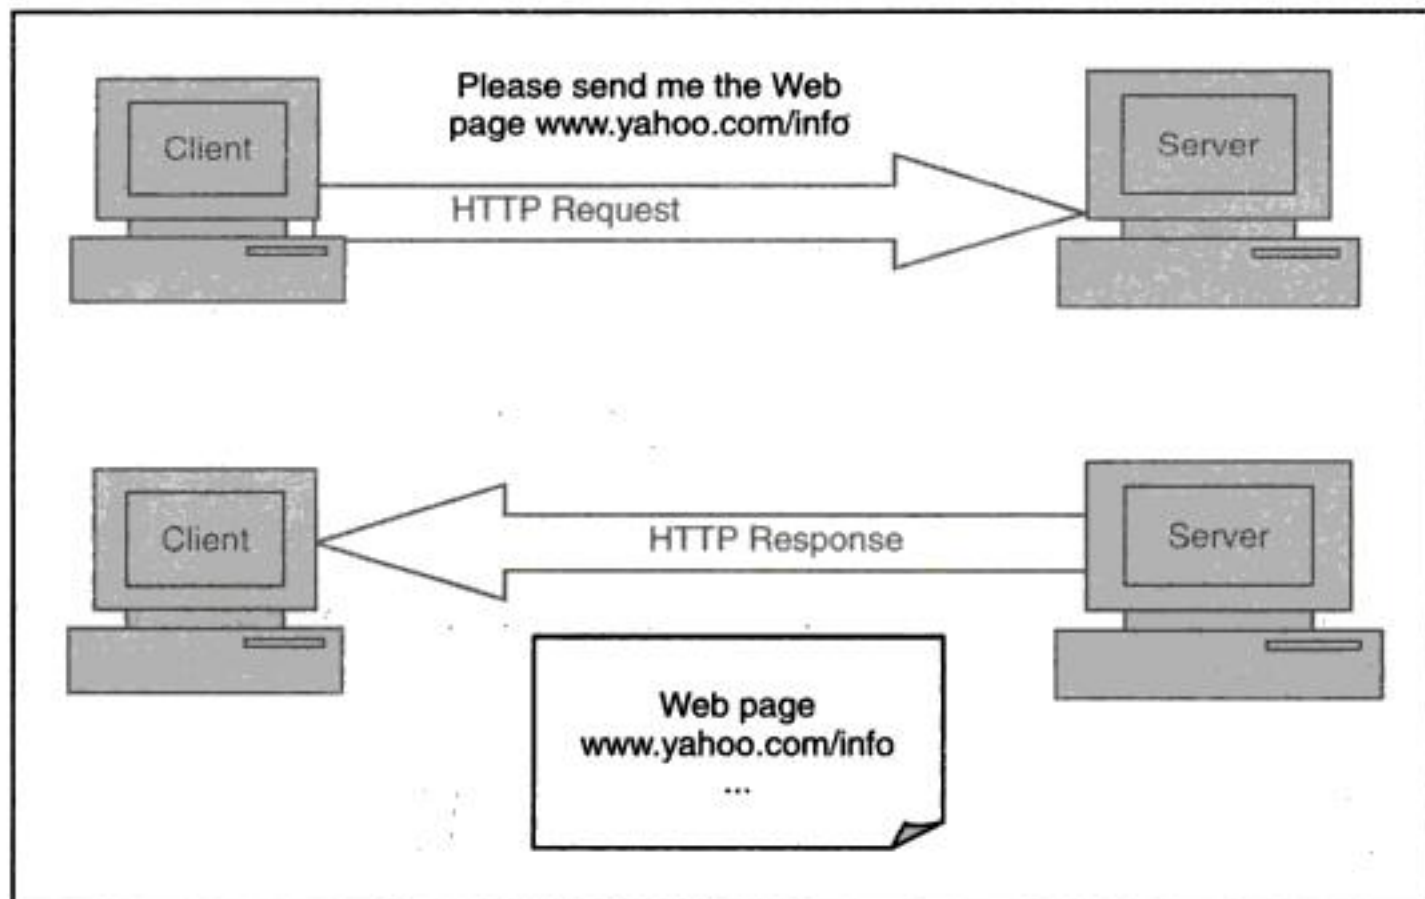 Please send me the Web
page www.yahoo.com/info
Client
Server
HTTP Request
Client
HTTP Response
Server
Web page
www.yahoo.com/info
...